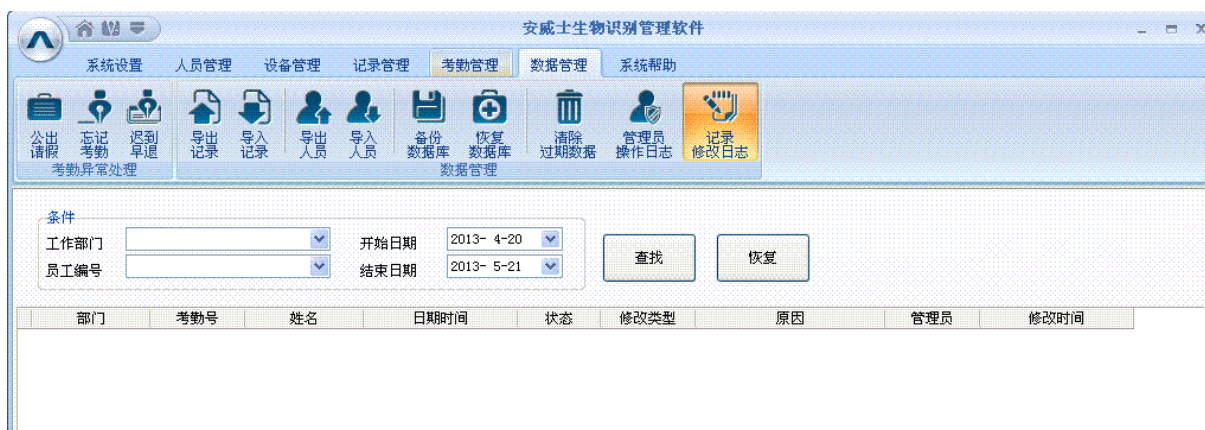 安威士生物识别管理软件
系统设置 人员管理 设备管理 记录管理 考勤管理 数据管理 系统帮助
公出 忘记 迟到 导出 导入 导出 导入 备份 恢复 清除 管理员 记录
请假 考勤 早退 记录 记录 人员 人员 数据库 数据库 过期数据 操作日志 修改日志
考勤异常处理 数据管理
条件
工作部门 开始日期 2013- 4-20 查找 恢复
员工编号 结束日期 2013- 5-21
部门 考勤号 姓名 日期时间 状态 修改类型 原因 管理员 修改时间